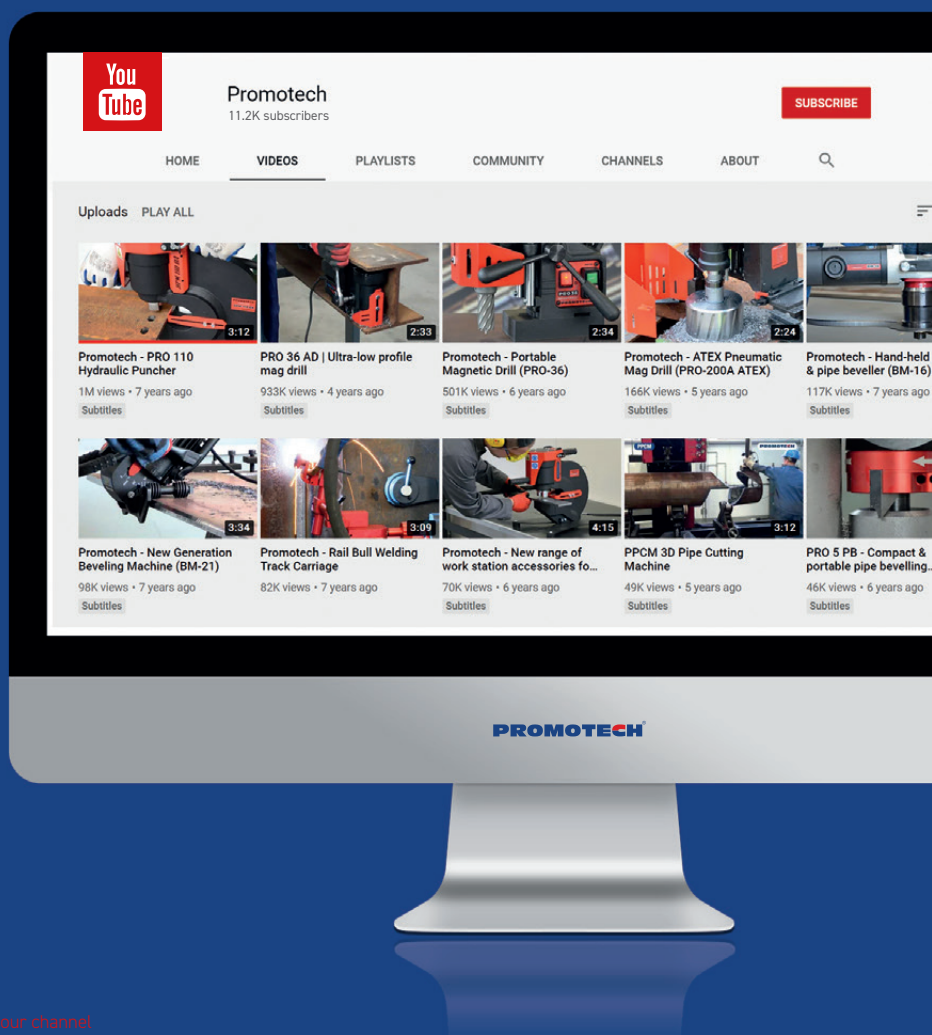 You
Tube
Promotech
11.2K subscribers
SUBSCRIBE
HOME VIDEOS PLAYLISTS COMMUNITY CHANNELS ABOUT
Uploads PLAY ALL
3:12 2:33 2:34 2:24
Promotech - PRO 110
Hydraulic Puncher
1M views • 7 years ago
Subtitles
PRO 36 AD | Ultra-low profile
mag drill
933K views • 4 years ago
Subtitles
Promotech - Portable
Magnetic Drill (PRO-36)
501K views • 6 years ago
Subtitles
Promotech - ATEX Pneumatic
Mag Drill (PRO-200A ATEX)
166K views • 5 years ago
Subtitles
Promotech - Hand-held
& pipe beveller (BM-16)
117K views • 7 years ago
Subtitles
3:34 3:09 4:15 PPCM PROMOTECH 3:12
Promotech - New Generation
Beveling Machine (BM-21)
98K views • 7 years ago
Subtitles
Promotech - Rail Bull Welding
Track Carriage
82K views • 7 years ago
Promotech - New range of
work station accessories fo...
70K views • 6 years ago
Subtitles
PPCM 3D Pipe Cutting
Machine
49K views • 5 years ago
Subtitles
PRO 5 PB - Compact &
portable pipe bevelling...
46K views • 6 years ago
Subtitles
PROMOTECH
our channel